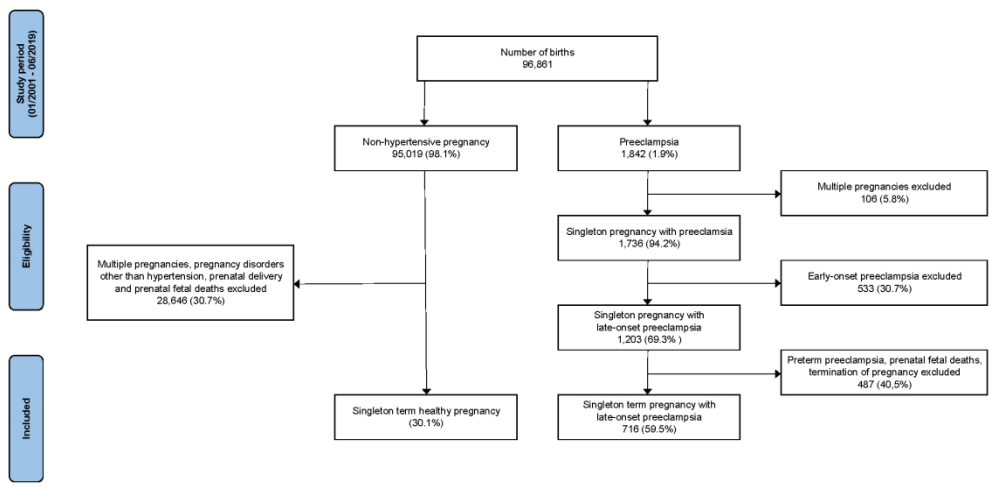 Study period
(01/2001 - 06/2019)
Number of births
96,861
Non-hypertensive pregnancy
95,019 (98.1%)
Preeclampsia
1,842 (1.9%)
Multiple pregnancies excluded
106 (5.8%)
Eligibility
Singleton pregnancy with preeclamsia
1,736 (94.2%)
Multiple pregnancies, pregnancy disorders
other than hypertension, prenatal delivery
and prenatal fetal deaths excluded
28,646 (30.7%)
Early-onset preeclampsia excluded
533 (30.7%)
Singleton pregnancy with
late-onset preeclampsia
1,203 (69.3% )
Preterm preeclampsia, prenatal fetal deaths,
termination of pregnancy excluded
487 (40,5%)
Included
Singleton term healthy pregnancy
(30.1%)
Singleton term pregnancy with
late-onset preeclampsia
716 (59.5%)